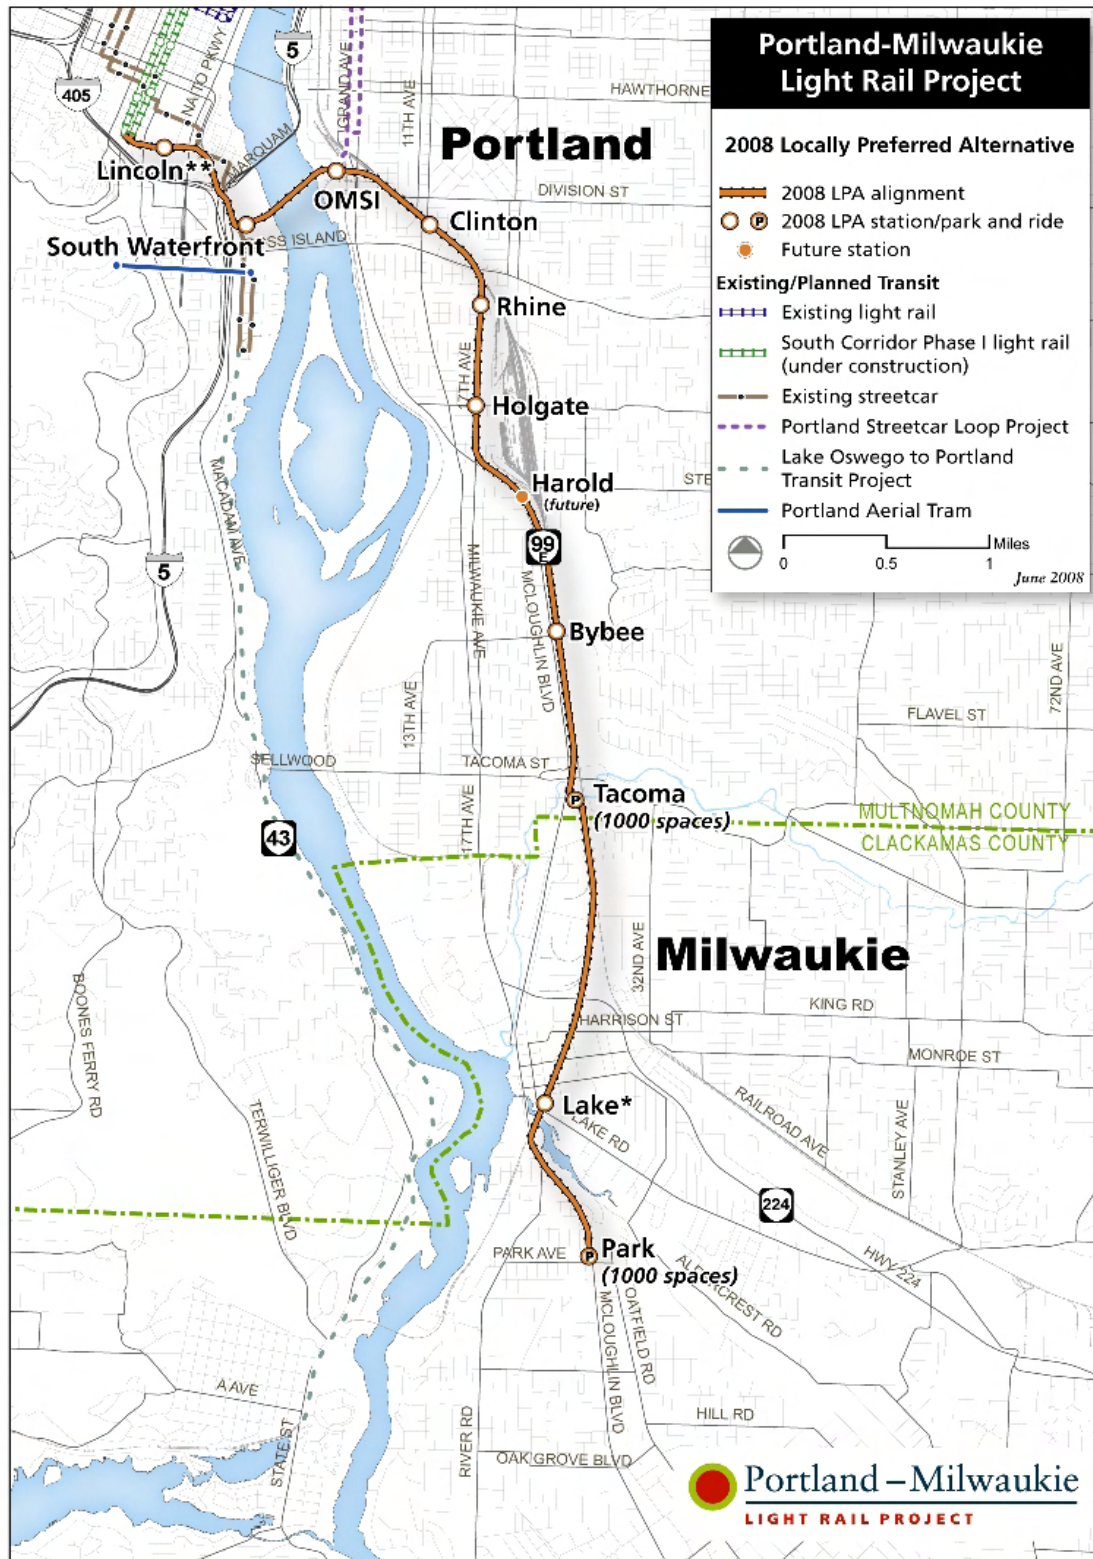 Portland-Milwaukie
Light Rail Project
2008 Locally Preferred Alternative
2008 LPA alignment
P
2008 LPA station/park and ride
Future station
Existing/Planned Transit
Existing light rail
South Corridor Phase I light rail
(under construction)
Existing streetcar
Portland Streetcar Loop Project
Lake Oswego to Portland
Transit Project
Portland Aerial Tram
Miles
0 0.5 1
June 2008
5
405
NAITO PKWY
GRAND AVE
11TH AVE
HAWTHORNE
Portland
MARQUAM
Lincoln**
OMSI
DIVISION ST
Clinton
South Waterfront
SS ISLAND
Rhine
17TH AVE
Holgate
MACADAM AVE
Harold
(future)
STE
99
E
5
MILWAUKIE AVE
MCLOUGHLIN BLVD
Bybee
72ND AVE
13TH AVE
FLAVEL ST
SELLWOOD
TACOMA ST
P
Tacoma
(1000 spaces)
17TH AVE
MULTNOMAH COUNTY
CLACKAMAS COUNTY
43
32ND AVE
Milwaukie
BOONES FERRY RD
KING RD
HARRISON ST
MONROE ST
RAILROAD AVE
Lake*
LAKE RD
TERWILLIGER BLVD
STANLEY AVE
224
PARK AVE
P
Park
(1000 spaces)
HWY 224
ALDERCREST RD
OATFIELD RD
MCLOUGHLIN BLVD
A AVE
STATE ST
RIVER RD
HILL RD
OAK GROVE BLVD
Portland – Milwaukie
LIGHT RAIL PROJECT